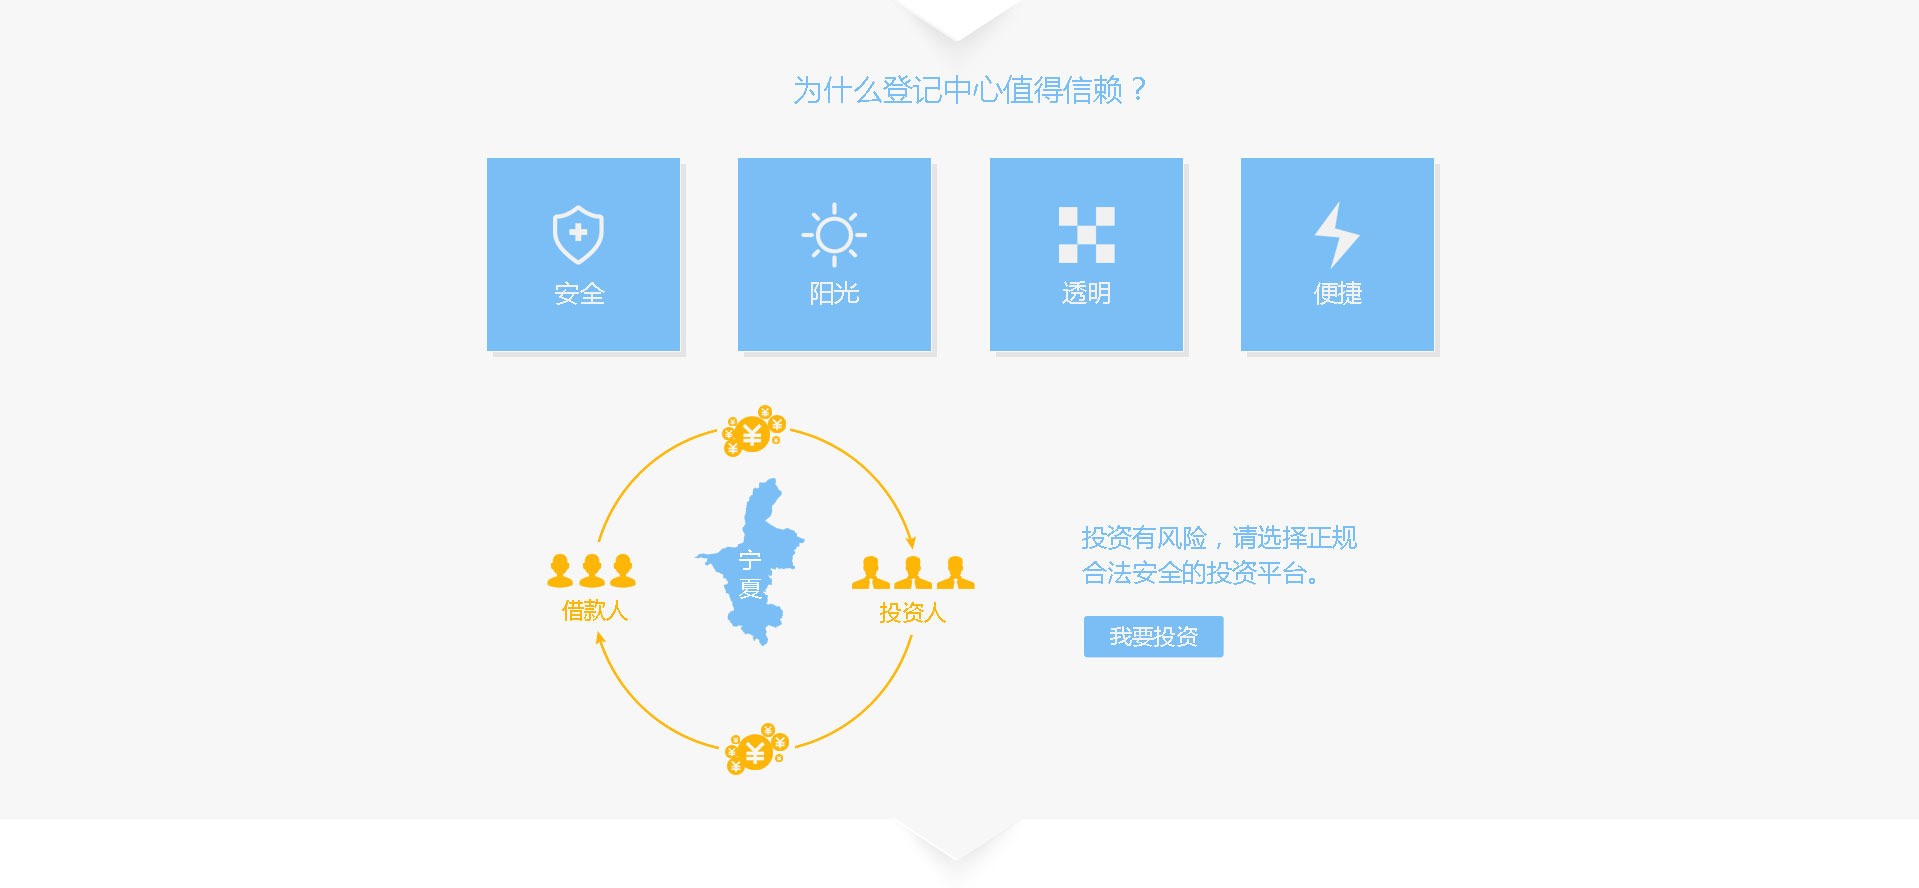 为什么登记中心值得信赖？
安全
阳光
透明
便捷
宁
夏
借款人
投资人
投资有风险，请选择正规
合法安全的投资平台。
我要投资